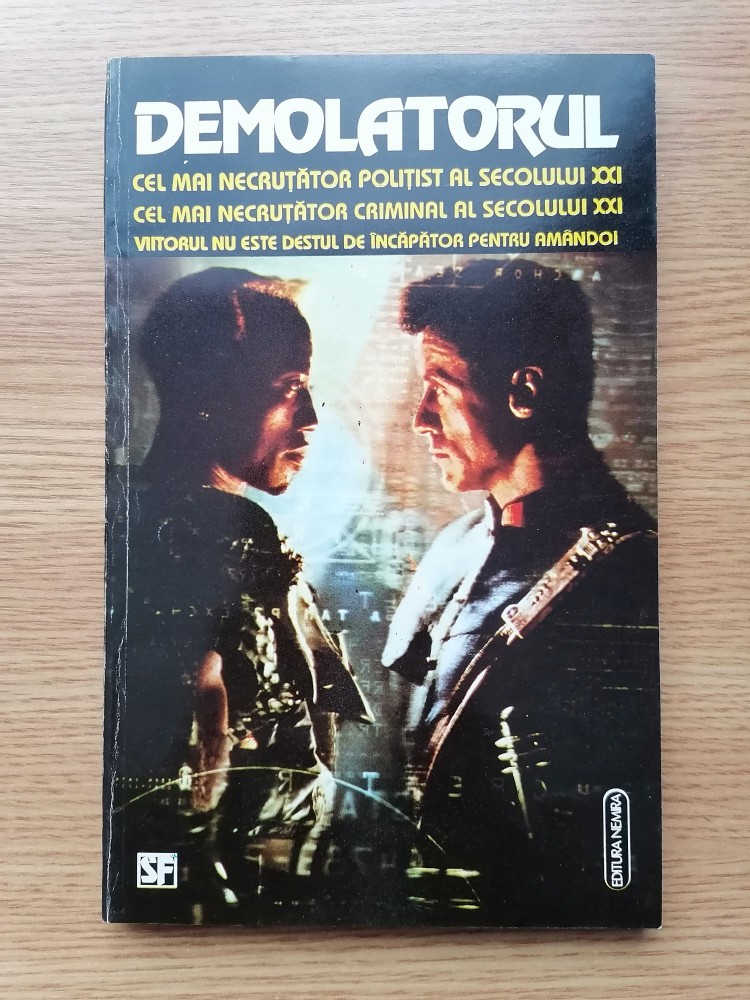 DEMOLATORUL
CEL MAI NECRUȚĂTOR POLIȚIST AL SECOLULUI XXI
CEL MAI NECRUȚĂTOR CRIMINAL AL SECOLULUI XXI
VIITORUL NU ESTE DESTUL DE ÎNCĂPĂTOR PENTRU AMÂNDOI
SF
EDITURA NEMIRA